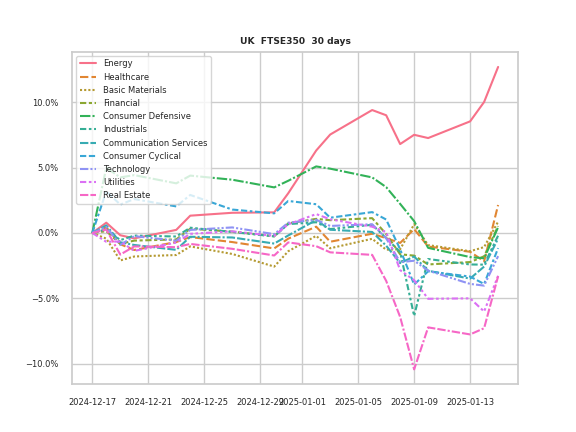 UK FTSE350 30 days
Energy
Healthcare
Basic Materials
Financial
Consumer Defensive
Industrials
Communication Services
Consumer Cyclical
Technology
Utilities
Real Estate
10.0%
5.0%
0.0%
−5.0%
−10.0%
2024-12-17 2024-12-21 2024-12-25 2024-12-29 2025-01-01 2025-01-05 2025-01-09 2025-01-13